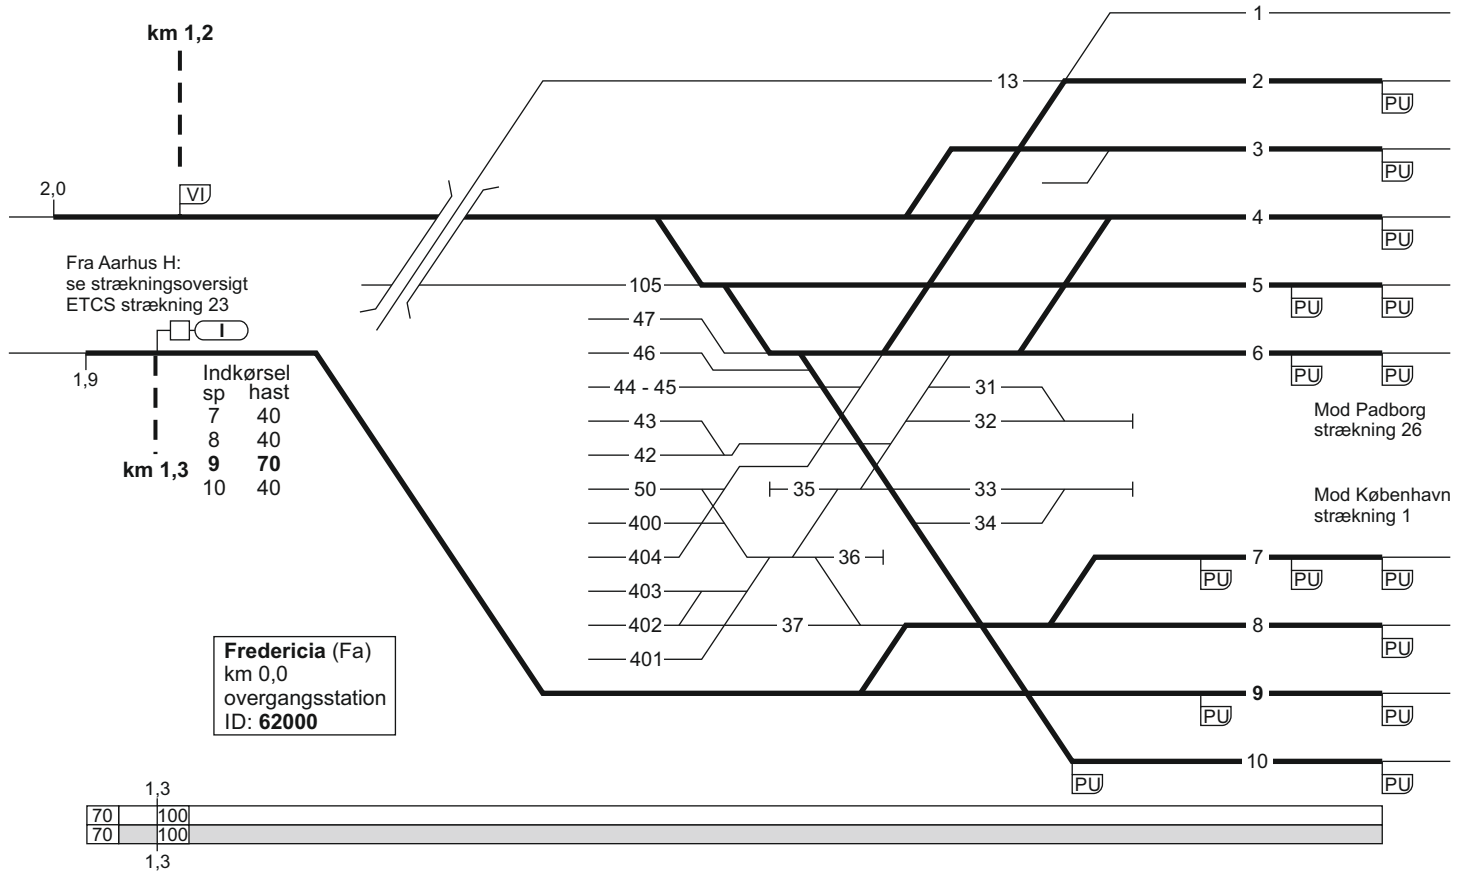 km 1,2
1
13
2
PU
3
PU
2,0
VI
4
PU
Fra Aarhus H:
se strækningsoversigt
ETCS strækning 23
105
5
PU PU
47
I
46
6
PU PU
1,9
Indkørsel
sp hast
7 40
8 40
9 70
10 40
km 1,3
44 - 45
31
43
32
42
Mod Padborg
strækning 26
50
35
33
Mod København
strækning 1
400
34
404
36
7
PU PU PU
403
402
37
8
PU
401
Fredericia (Fa)
km 0,0
overgangsstation
ID: 62000
9
PU PU
10
PU PU
1,3
70 100
70 100
1,3